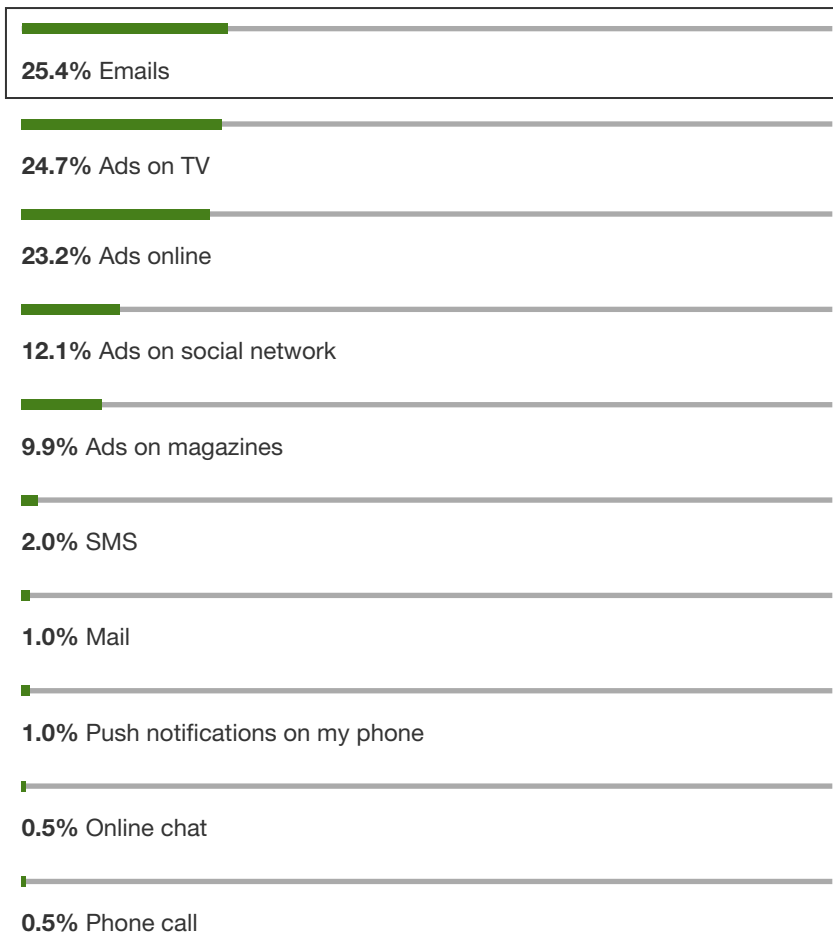 25.4% Emails
24.7% Ads on TV
23.2% Ads online
12.1% Ads on social network
9.9% Ads on magazines
2.0% SMS
1.0% Mail
1.0% Push notifications on my phone
0.5% Online chat
0.5% Phone call